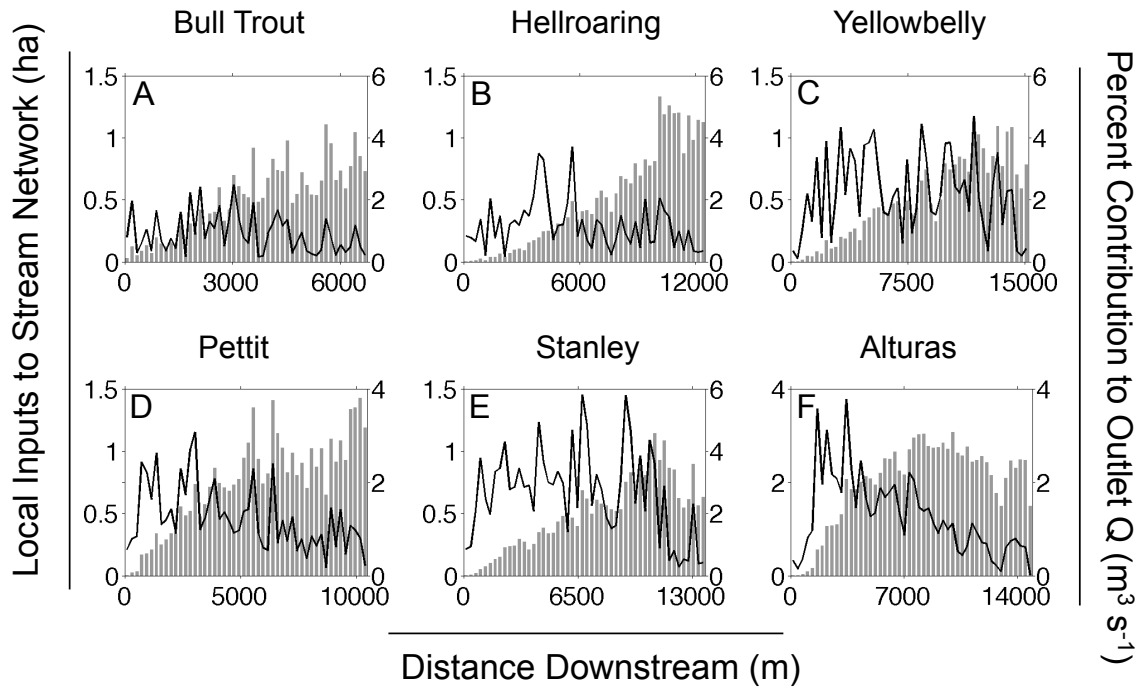 Bull Trout
Hellroaring
Yellowbelly
Local Inputs to Stream Network (ha)
1.5 A 6
1 4
0.5 2
0 0
0 3000 6000
1.5 B 6
1 4
0.5 2
0 0
0 6000 12000
1.5 C 6
1 4
0.5 2
0 0
0 7500 15000
Percent Contribution to Outlet Q (m³ s⁻¹)
Pettit
Stanley
Alturas
1.5 D 4
1
2
0.5
0 0
0 5000 10000
1.5 E 6
1 4
0.5 2
0 0
0 6500 13000
4 F 4
2 2
0 0
0 7000 14000
Distance Downstream (m)